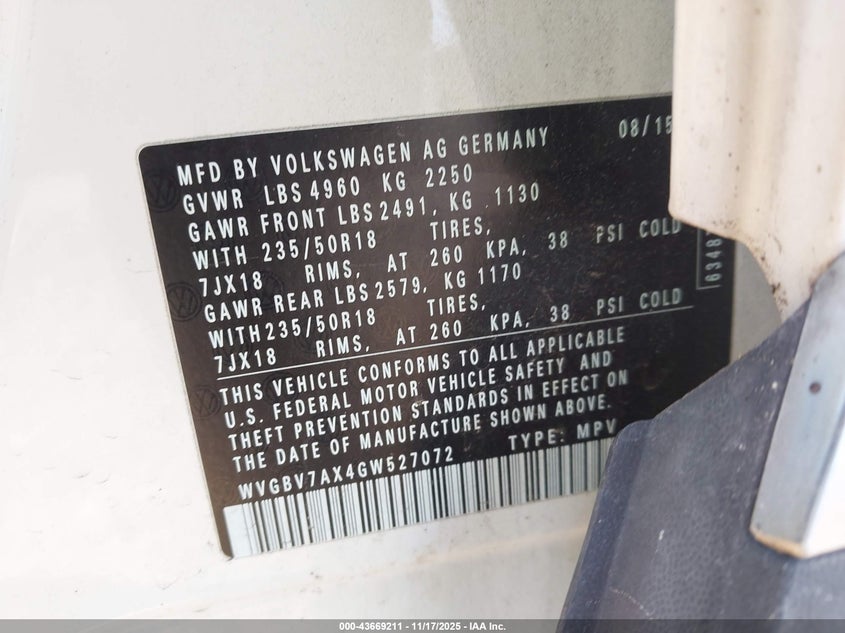 MFD BY VOLKSWAGEN AG GERMANY 08/15
GVWR LBS 4960 KG 2250
GAWR FRONT LBS 2491, KG 1130
WITH 235/50R18 TIRES,
7JX18 RIMS, AT 260 KPA, 38 PSI COLD
GAWR REAR LBS 2579, KG 1170
WITH 235/50R18 TIRES,
7JX18 RIMS, AT 260 KPA, 38 PSI COLD
THIS VEHICLE CONFORMS TO ALL APPLICABLE
U.S. FEDERAL MOTOR VEHICLE SAFETY AND
THEFT PREVENTION STANDARDS IN EFFECT ON
THE DATE OF MANUFACTURE SHOWN ABOVE.
WVGBV7AX4GW527072 TYPE: MPV
6348
000-43669211 - 11/17/2025 - IAA Inc.